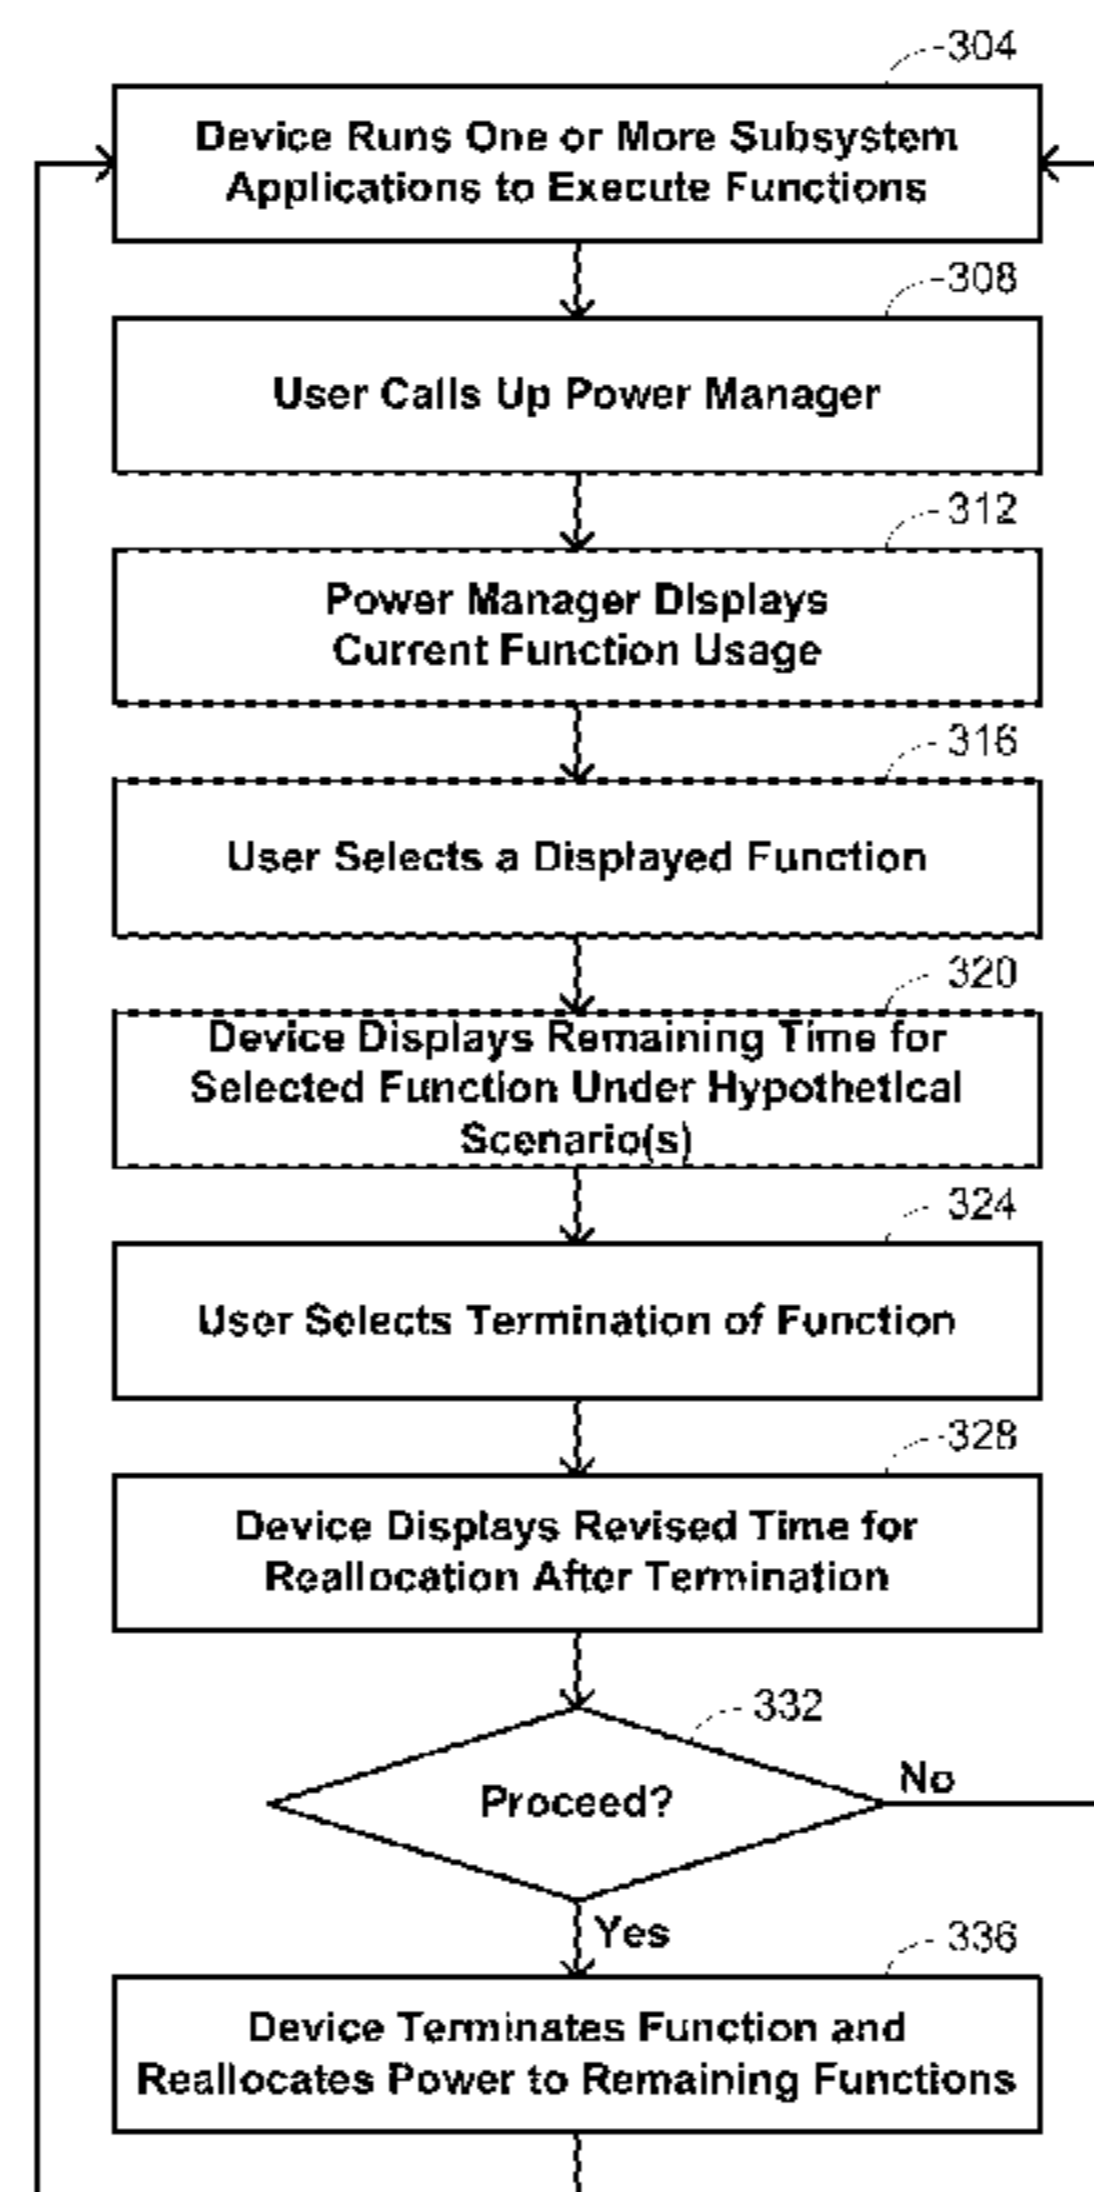 304
Device Runs One or More Subsystem
Applications to Execute Functions
308
User Calls Up Power Manager
312
Power Manager Displays
Current Function Usage
316
User Selects a Displayed Function
320
Device Displays Remaining Time for
Selected Function Under Hypothetical
Scenario(s)
324
User Selects Termination of Function
328
Device Displays Revised Time for
Reallocation After Termination
332
Proceed?
No
Yes
336
Device Terminates Function and
Reallocates Power to Remaining Functions